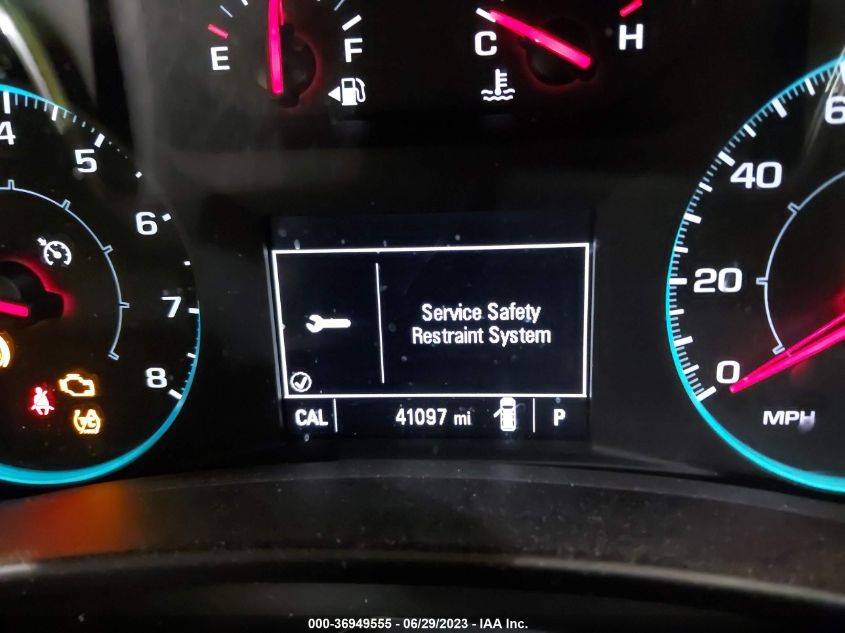 E
F
C
H
4
5
6
7
8
6
40
20
0
MPH
Service Safety
Restraint System
CAL 41097 mi P
000-36949555 - 06/29/2023 - IAA Inc.